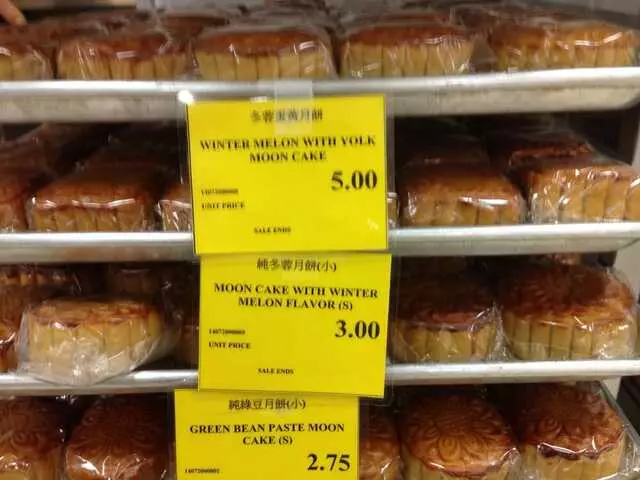 冬蓉蛋黃月餅
WINTER MELON WITH YOLK
MOON CAKE
5.00
14072000008
UNIT PRICE
SALE ENDS
純冬蓉月餅(小)
MOON CAKE WITH WINTER
MELON FLAVOR (S)
3.00
UNIT PRICE
SALE ENDS
純綠豆月餅(小)
GREEN BEAN PASTE MOON
CAKE (S)
2.75
14072000002